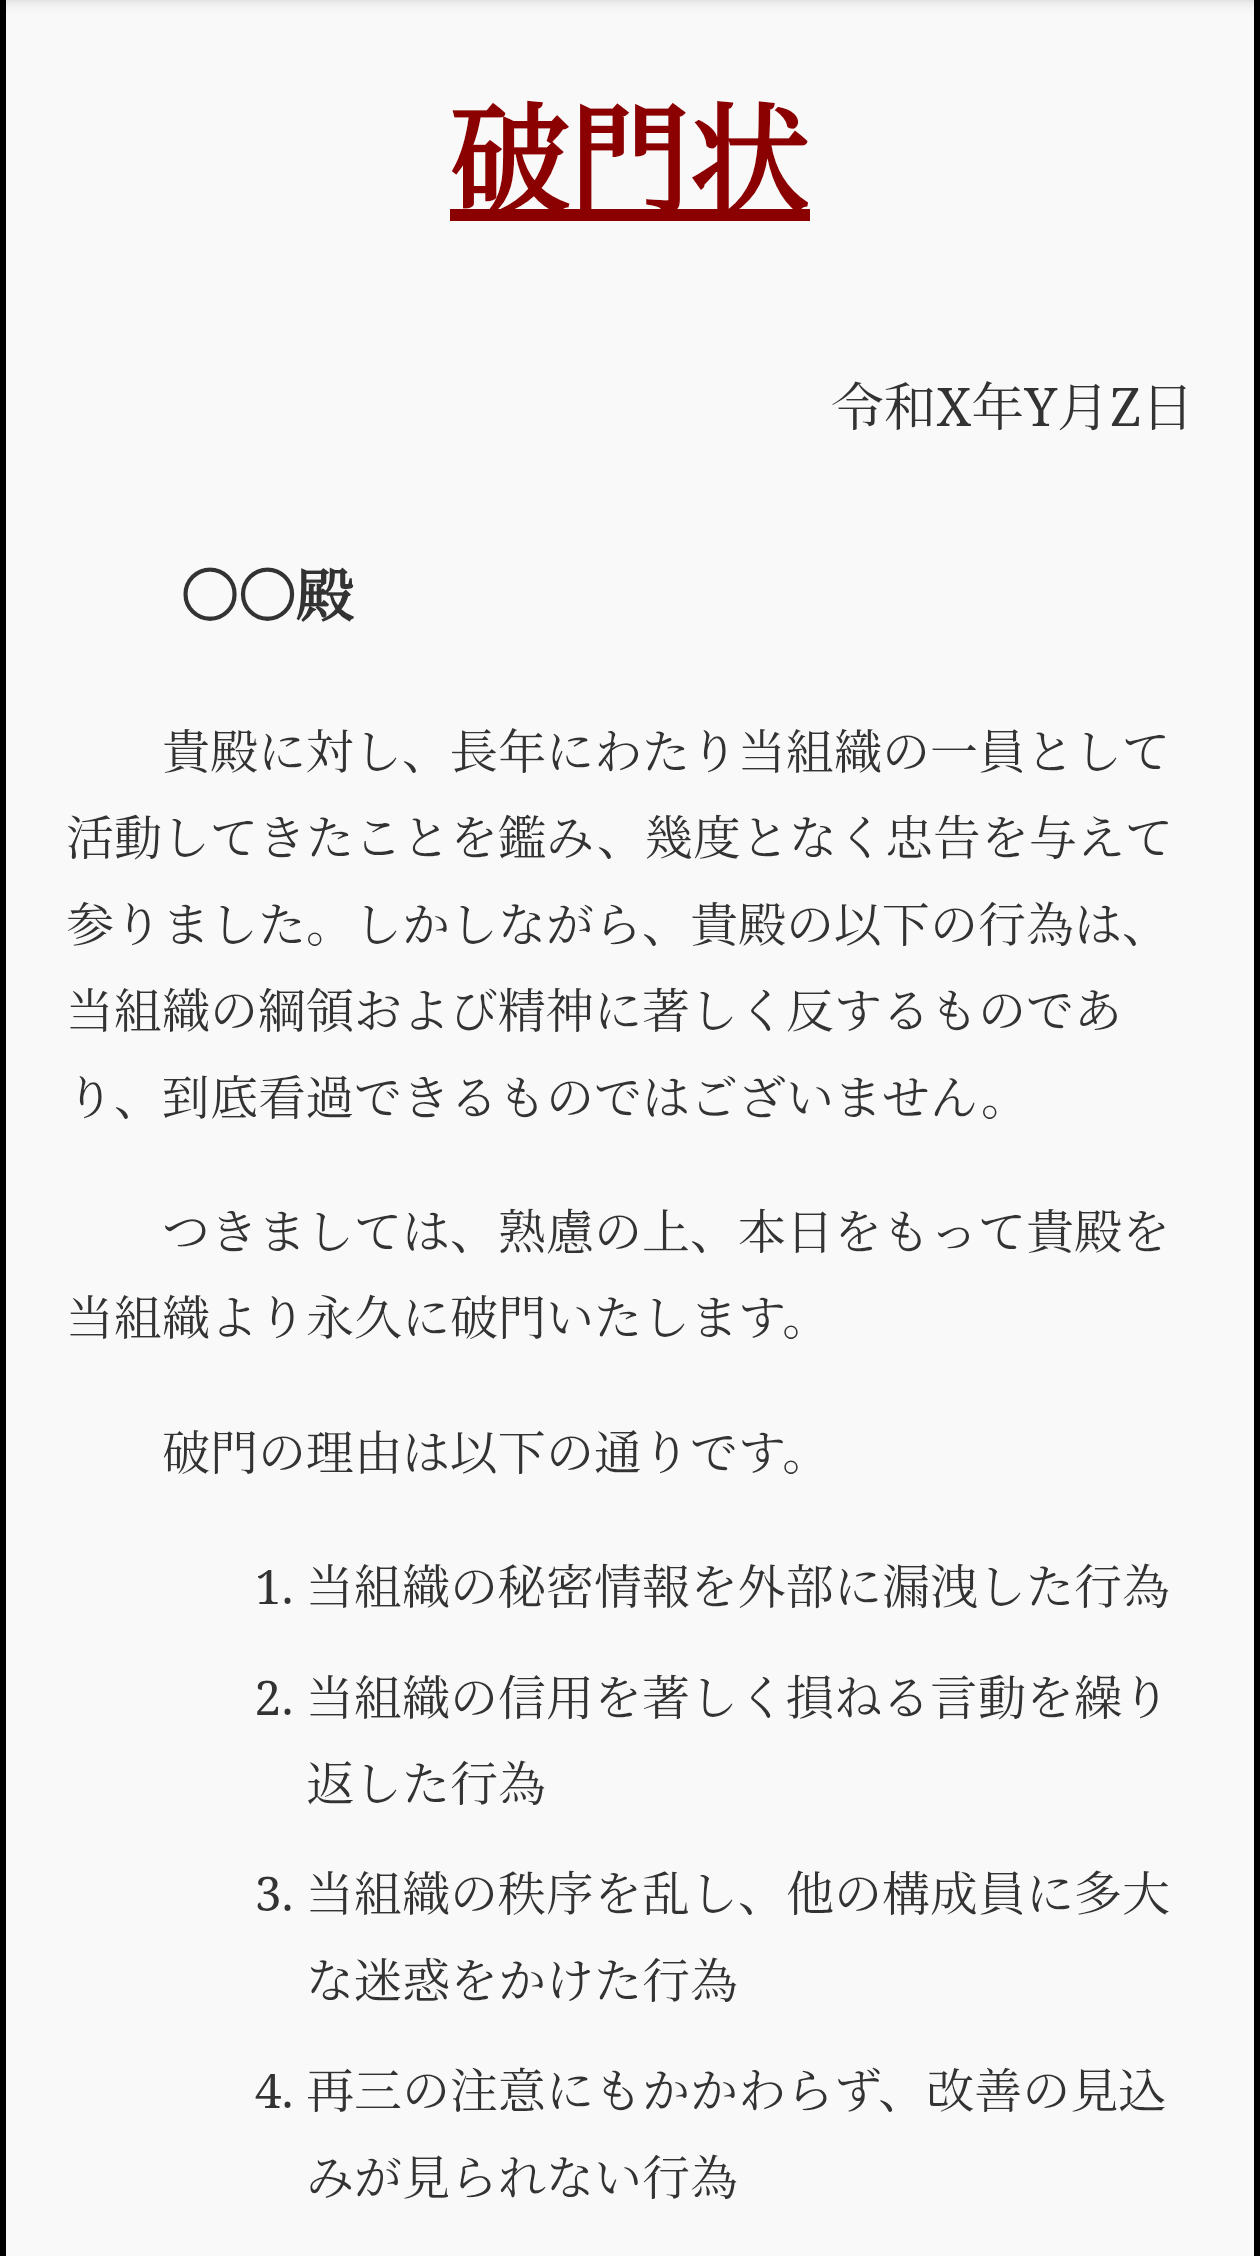 破門状
令和X年Y月Z日
〇〇殿
貴殿に対し、長年にわたり当組織の一員として
活動してきたことを鑑み、幾度となく忠告を与えて
参りました。しかしながら、貴殿の以下の行為は、
当組織の綱領および精神に著しく反するものであ
り、到底看過できるものではございません。
つきましては、熟慮の上、本日をもって貴殿を
当組織より永久に破門いたします。
破門の理由は以下の通りです。
1. 当組織の秘密情報を外部に漏洩した行為
2. 当組織の信用を著しく損ねる言動を繰り
返した行為
3. 当組織の秩序を乱し、他の構成員に多大
な迷惑をかけた行為
4. 再三の注意にもかかわらず、改善の見込
みが見られない行為